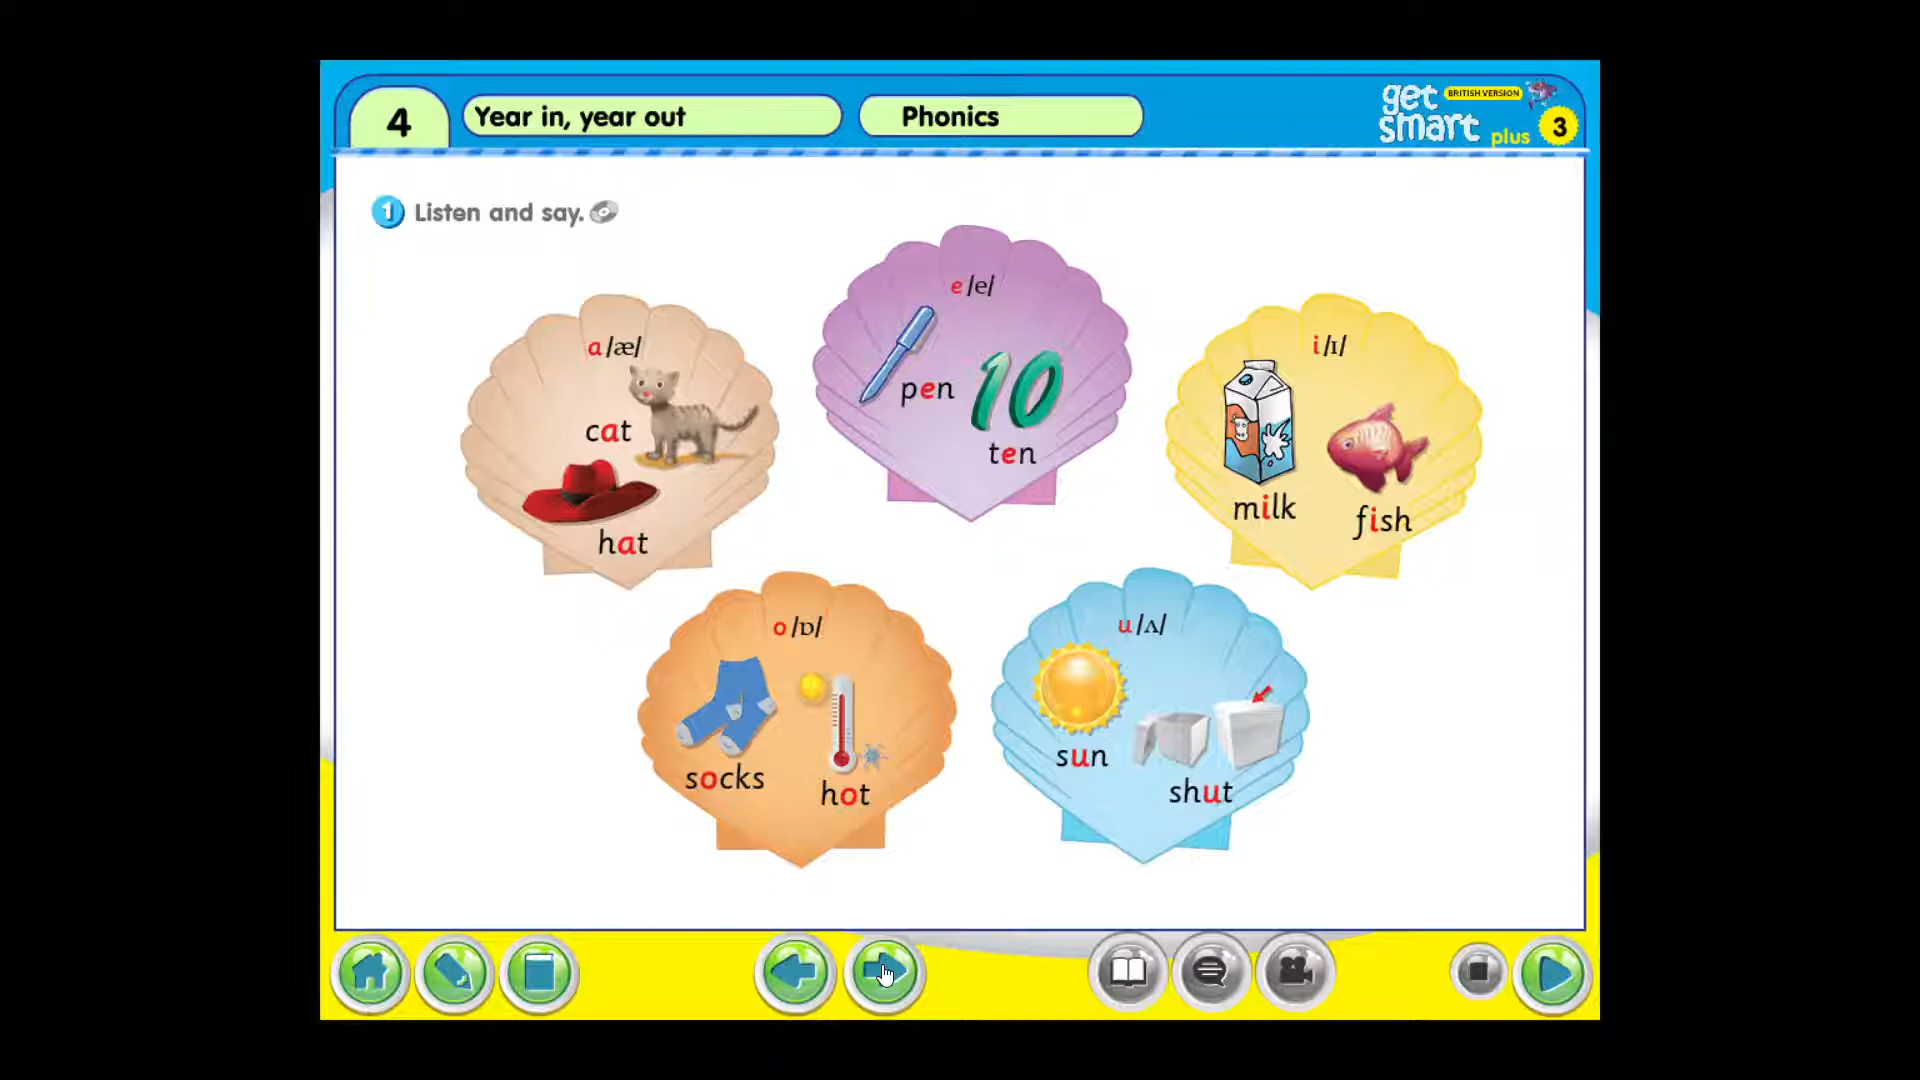 4
Year in, year out
Phonics
get smart plus 3
BRITISH VERSION
1 Listen and say.
e /e/
pen
10
ten
a /æ/
cat
hat
i /ɪ/
milk
fish
o /ɒ/
socks
hot
u /ʌ/
sun
shut